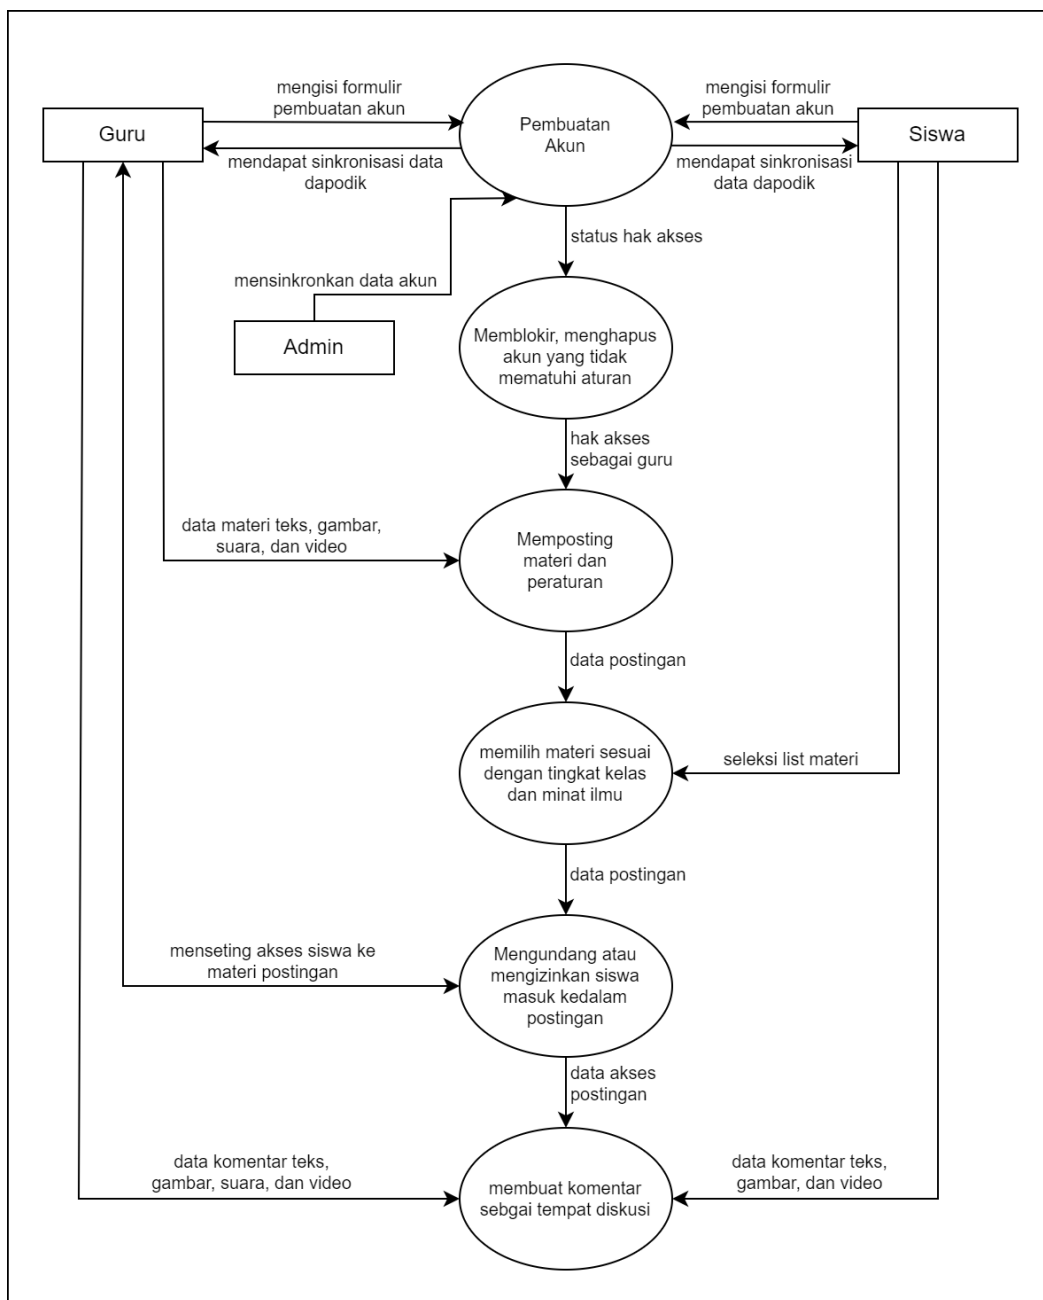 mengisi formulir
pembuatan akun
mengisi formulir
pembuatan akun
Guru
Pembuatan
Akun
Siswa
mendapat sinkronisasi data
dapodik
mendapat sinkronisasi
data dapodik
status hak akses
mensinkronkan data akun
Admin
Memblokir, menghapus
akun yang tidak
mematuhi aturan
hak akses
sebagai guru
data materi teks, gambar,
suara, dan video
Memposting
materi dan
peraturan
data postingan
memilih materi sesuai
dengan tingkat kelas
dan minat ilmu
seleksi list materi
data postingan
menseting akses siswa ke
materi postingan
Mengundang atau
mengizinkan siswa
masuk kedalam
postingan
data akses
postingan
data komentar teks,
gambar, suara, dan video
membuat komentar
sebgai tempat diskusi
data komentar teks,
gambar, dan video